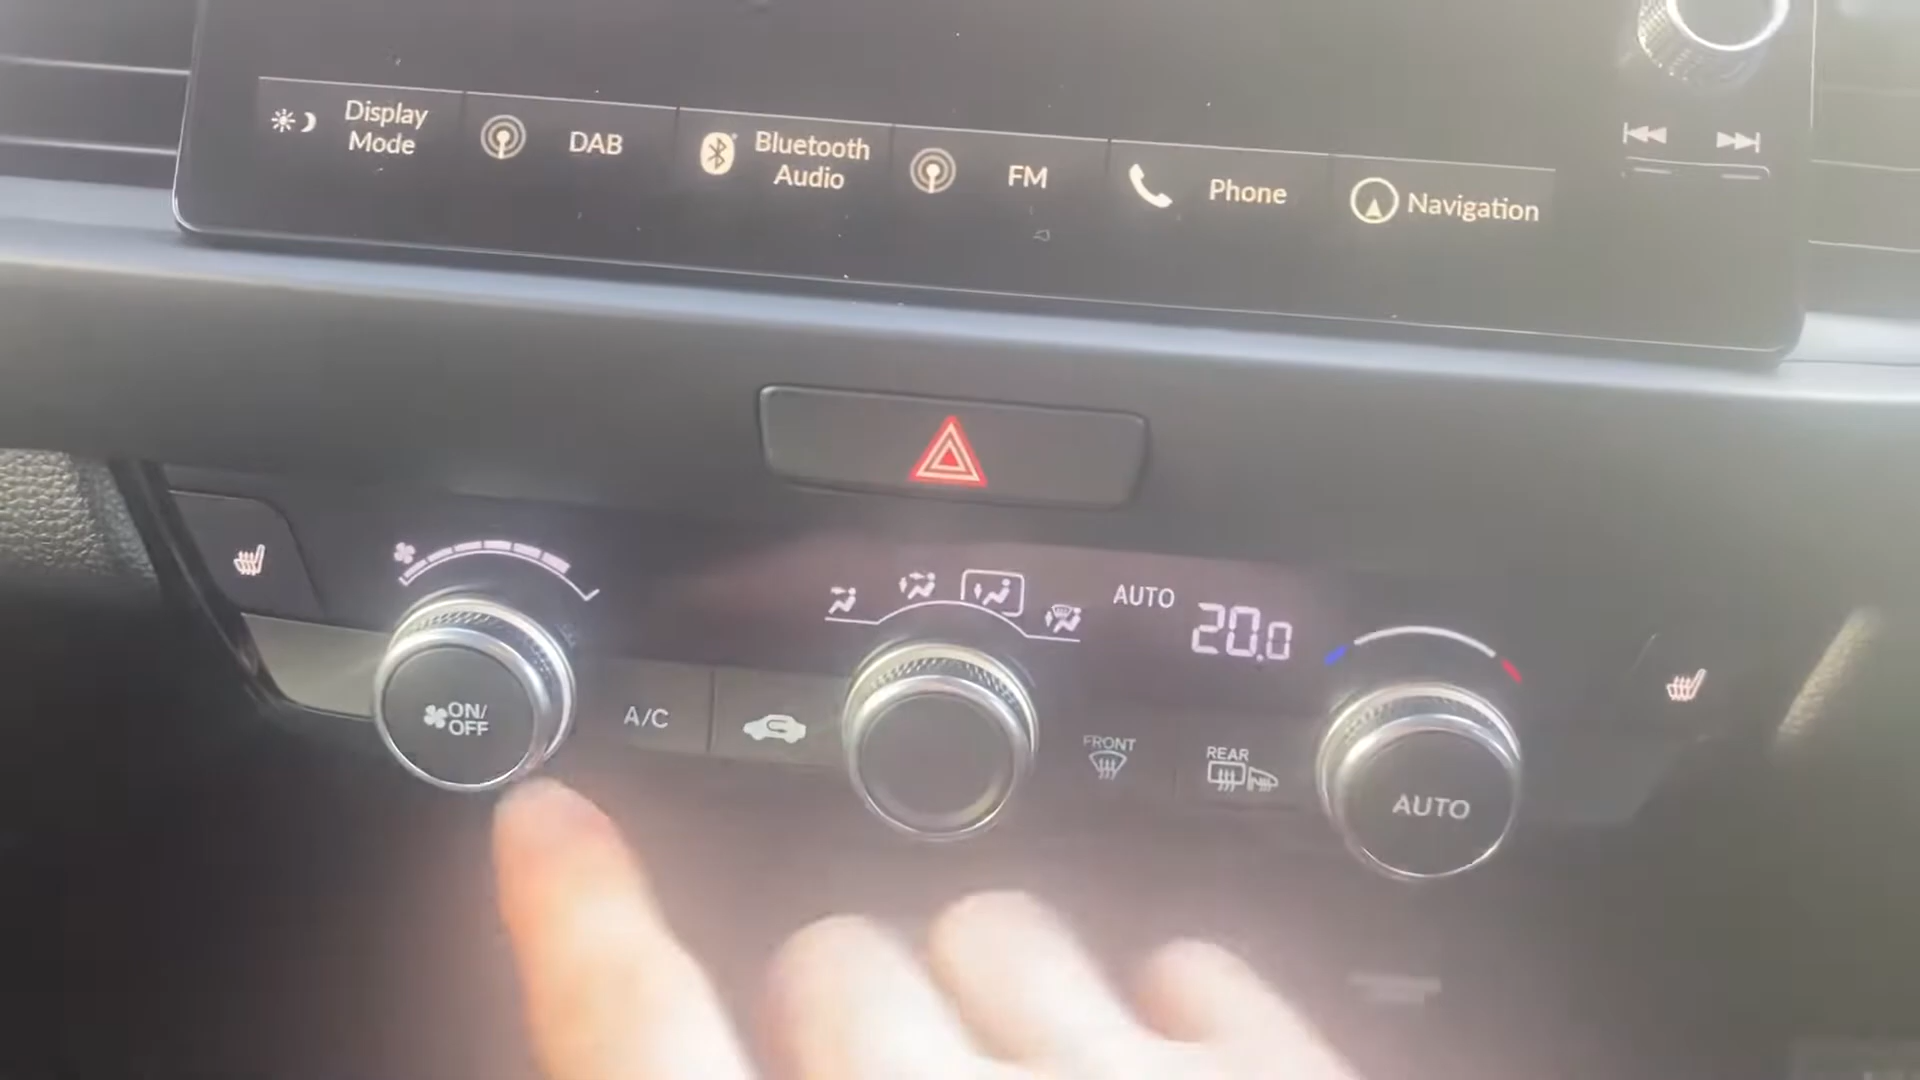 Display
Mode
DAB
Bluetooth
Audio
FM
Phone
Navigation
AUTO
20.0
ON/
OFF
A/C
FRONT
REAR
AUTO